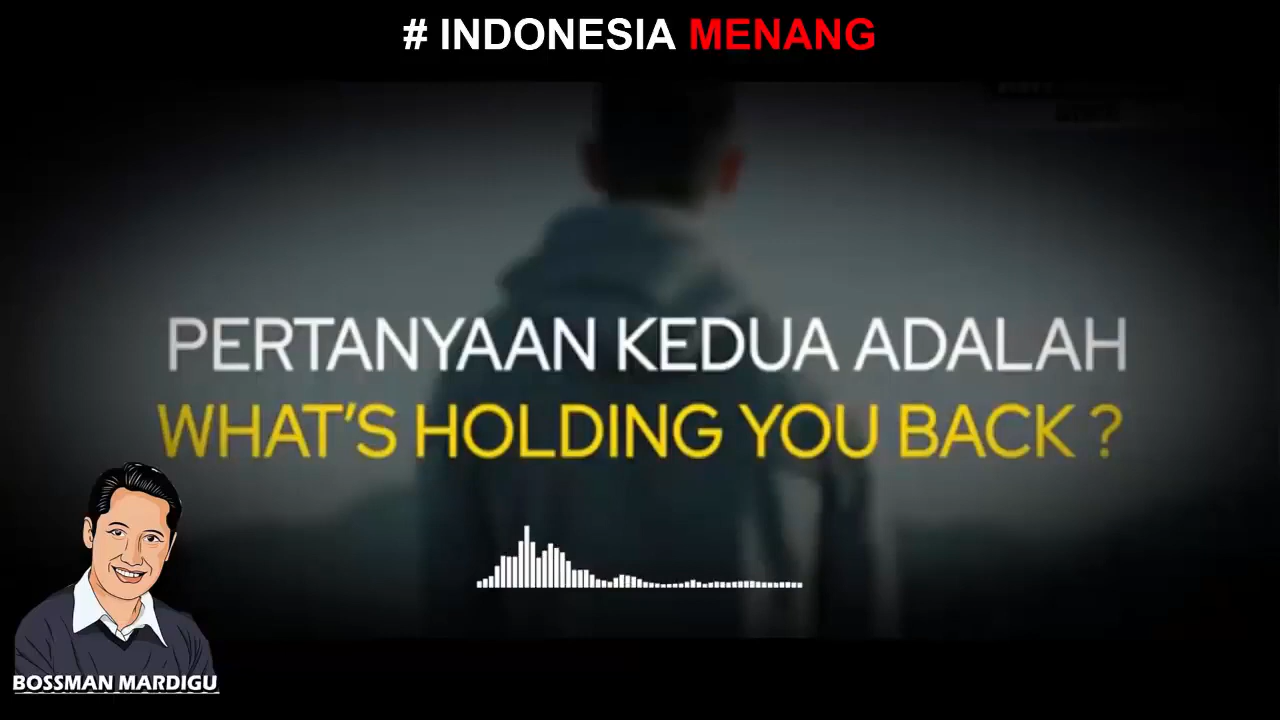 # INDONESIA MENANG
PERTANYAAN KEDUA ADALAH
WHAT'S HOLDING YOU BACK ?
BOSSMAN MARDIGU